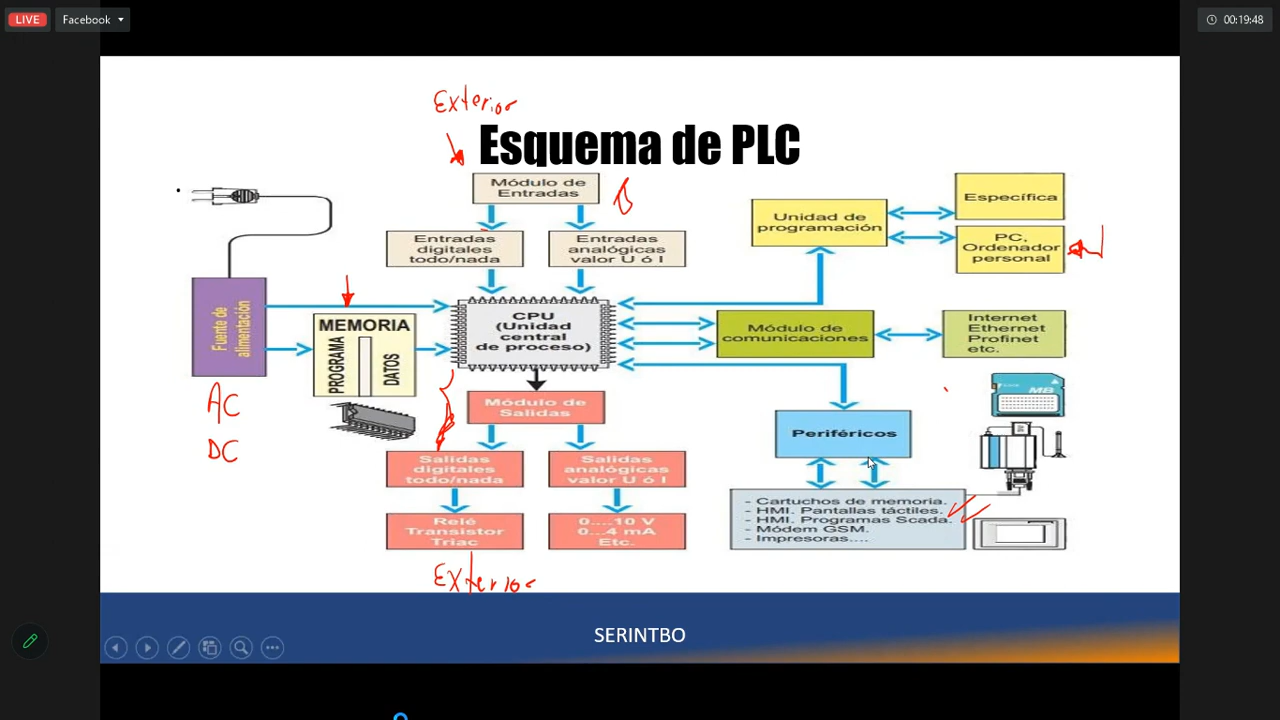 LIVE
Facebook
00:19:48
Exterior
Esquema de PLC
Módulo de
Entradas
Entradas
digitales
todo/nada
Entradas
analógicas
valor U ó I
Unidad de
programación
Específica
PC,
Ordenador
personal
Fuente de
alimentación
MEMORIA
PROGRAMA
DATOS
CPU
(Unidad
central
de proceso)
Módulo de
comunicaciones
Internet
Ethernet
Profinet
etc.
AC
DC
Módulo de
Salidas
Salidas
digitales
todo/nada
Salidas
analógicas
valor U ó I
Relé
Transistor
Triac
0....10 V
0...4 mA
Etc.
Periféricos
MB
- Cartuchos de memoria.
- HMI. Pantallas táctiles.
- HMI. Programas Scada.
- Módem GSM.
- Impresoras....
Exterior
SERINTBO